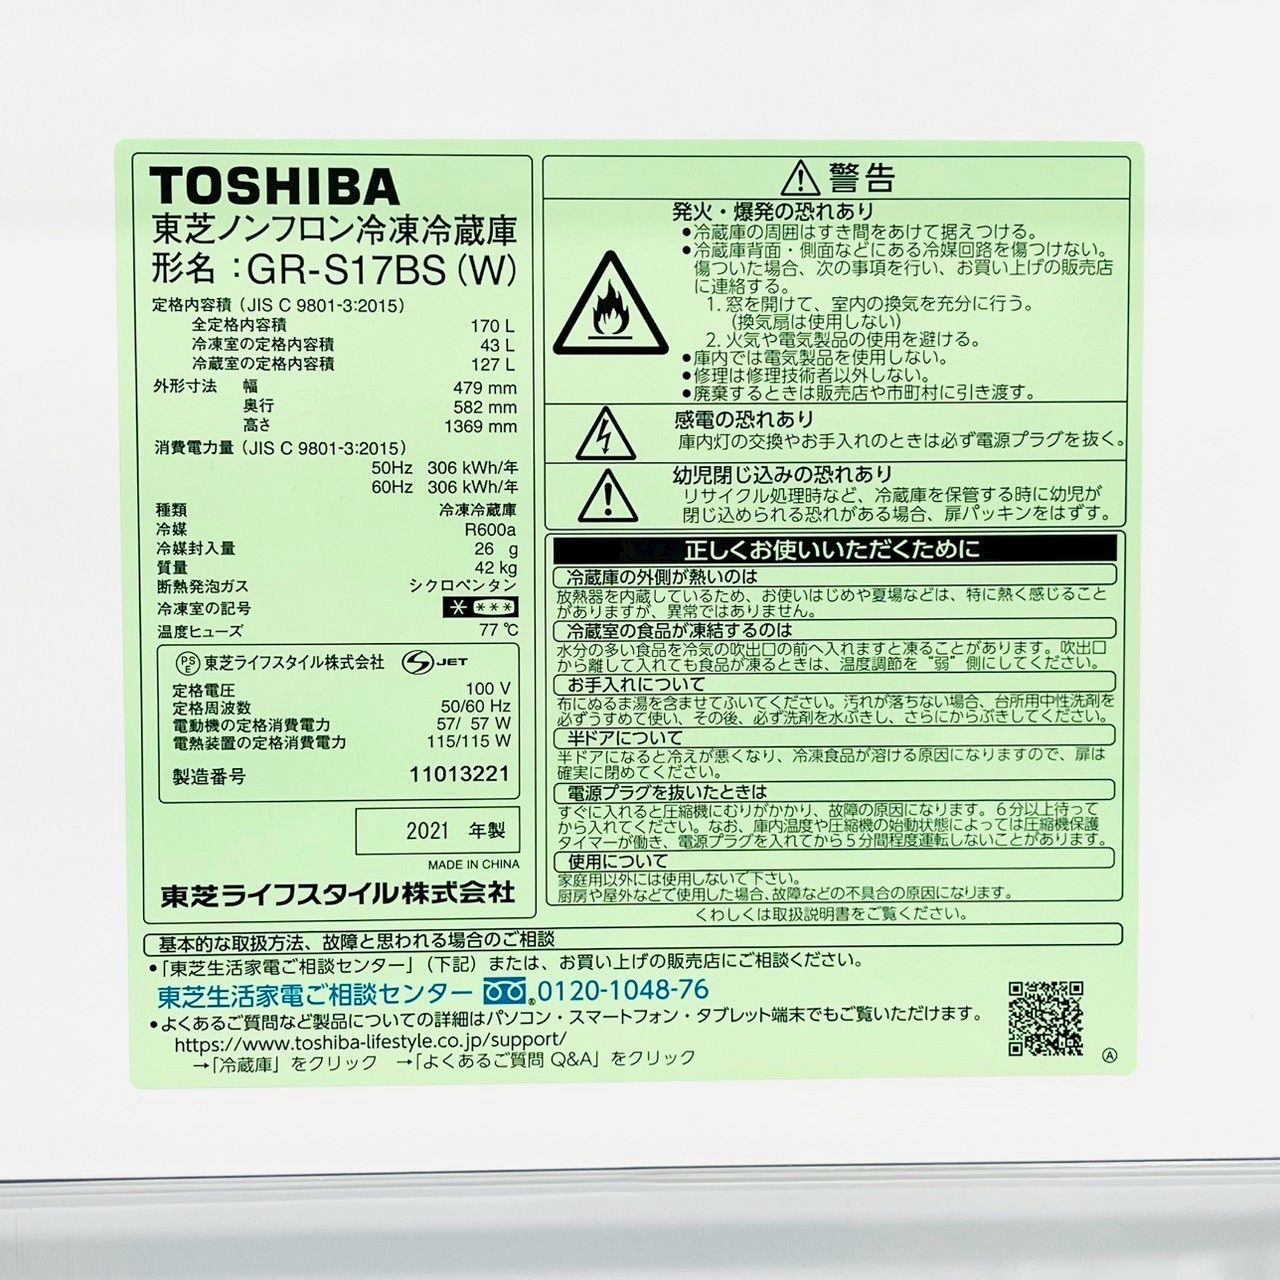 TOSHIBA
東芝ノンフロン冷凍冷蔵庫
形名：GR-S17BS (W)
定格内容積 (JIS C 9801-3:2015)
全定格内容積 170 L
冷凍室の定格内容積 43 L
冷蔵室の定格内容積 127 L
外形寸法 幅 479 mm
奥行 582 mm
高さ 1369 mm
消費電力量 (JIS C 9801-3:2015)
50Hz 306 kWh/年
60Hz 306 kWh/年
種類 冷凍冷蔵庫
冷媒 R600a
冷媒封入量 26 g
質量 42 kg
断熱発泡ガス シクロペンタン
冷凍室の記号 * ***
温度ヒューズ 77 ℃
PSE 東芝ライフスタイル株式会社 S JET
定格電圧 100 V
定格周波数 50/60 Hz
電動機の定格消費電力 57/ 57 W
電熱装置の定格消費電力 115/115 W
製造番号 11013221
2021 年製
MADE IN CHINA
東芝ライフスタイル株式会社
警告
発火・爆発の恐れあり
●冷蔵庫の周囲はすき間をあけて据えつける。
●冷蔵庫背面・側面などにある冷媒回路を傷つけない。
傷ついた場合、次の事項を行い、お買い上げの販売店
に連絡する。
1. 窓を開けて、室内の換気を充分に行う。
(換気扇は使用しない)
2. 火気や電気製品の使用を避ける。
●庫内では電気製品を使用しない。
●修理は修理技術者以外しない。
●廃棄するときは販売店や市町村に引き渡す。
感電の恐れあり
庫内灯の交換やお手入れのときは必ず電源プラグを抜く。
幼児閉じ込みの恐れあり
リサイクル処理時など、冷蔵庫を保管する時に幼児が
閉じ込められる恐れがある場合、扉パッキンをはずす。
正しくお使いいただくために
冷蔵庫の外側が熱いのは
放熱器を内蔵しているため、お使いはじめや夏場などは、特に熱く感じること
がありますが、異常ではありません。
冷蔵室の食品が凍結するのは
水分の多い食品を冷気の吹出口の前へ入れますと凍ることがあります。吹出口
から離して入れても食品が凍るときは、温度調節を“弱”側にしてください。
お手入れについて
布にぬるま湯を含ませてふいてください。汚れが落ちない場合、台所用中性洗剤を
必ずうすめて使い、その後、必ず洗剤を水ぶきし、さらにからぶきしてください。
半ドアについて
半ドアになると冷えが悪くなり、冷凍食品が溶ける原因になりますので、扉は
確実に閉めてください。
電源プラグを抜いたときは
すぐに入れると圧縮機にむりがかかり、故障の原因になります。6分以上待って
から入れてください。なお、庫内温度や圧縮機の始動状態によっては圧縮機保護
タイマーが働き、電源プラグを入れてから5分間程度運転しないことがあります。
使用について
家庭用以外には使用しないで下さい。
厨房や屋外などで使用した場合、故障などの不具合の原因になります。
くわしくは取扱説明書をご覧ください。
基本的な取扱方法、故障と思われる場合のご相談
●「東芝生活家電ご相談センター」（下記）または、お買い上げの販売店にご相談ください。
東芝生活家電ご相談センター 0120-1048-76
●よくあるご質問など製品についての詳細はパソコン・スマートフォン・タブレット端末でもご覧いただけます。
https://www.toshiba-lifestyle.co.jp/support/
→「冷蔵庫」をクリック →「よくあるご質問 Q&A」をクリック
Ⓐ